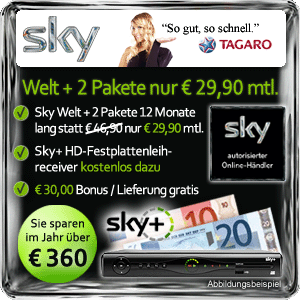 sky
"So gut, so schnell."
TAGARO
Welt + 2 Pakete nur € 29,90 mtl.
Sky Welt + 2 Pakete 12 Monate
lang statt € 46,90 nur € 29,90 mtl.
Sky+ HD-Festplattenleih-
receiver kostenlos dazu
€ 30,00 Bonus / Lieferung gratis
sky
autorisierter
Online-Händler
Sie sparen
im Jahr über
€ 360
sky+
10
20
Abbildungsbeispiel